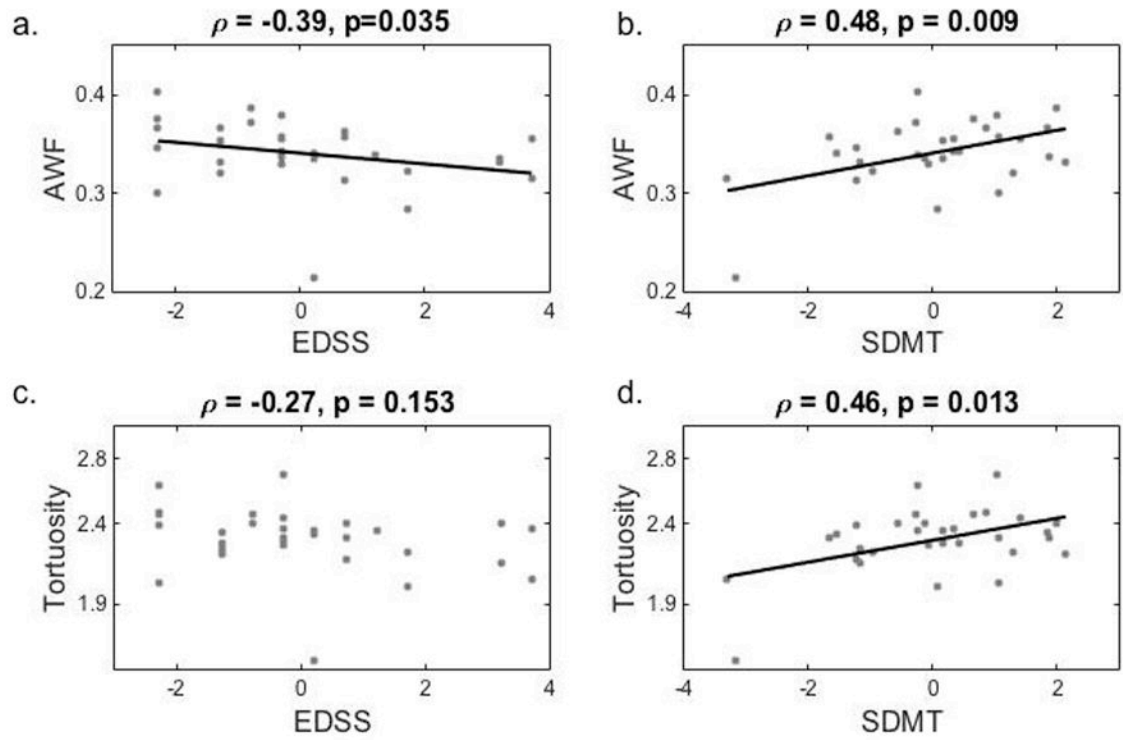 a.
ρ = -0.39, p=0.035
AWF
0.4
0.3
0.2
-2
0
2
4
EDSS
b.
ρ = 0.48, p = 0.009
AWF
0.4
0.3
0.2
-4
-2
0
2
SDMT
c.
ρ = -0.27, p = 0.153
Tortuosity
2.8
2.4
1.9
-2
0
2
4
EDSS
d.
ρ = 0.46, p = 0.013
Tortuosity
2.8
2.4
1.9
-4
-2
0
2
SDMT